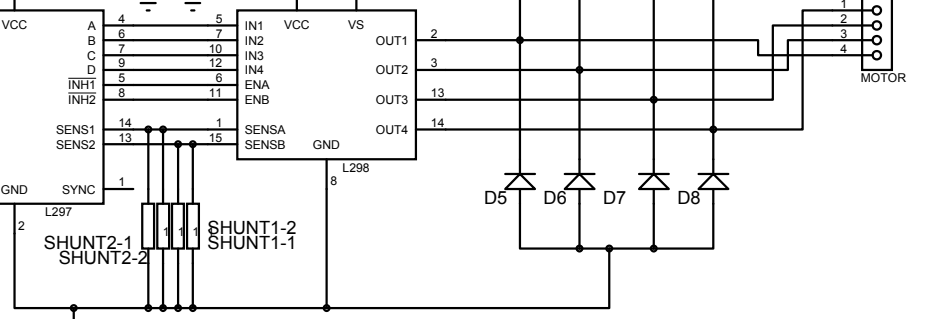 VCC
A 4 5 IN1
B 6 7 IN2
C 7 10 IN3
D 9 12 IN4
INH1 5 6 ENA
INH2 8 11 ENB
SENS1 14 1 SENSA
SENS2 13 15 SENSB
GND SYNC 1
L297
2
VCC VS
OUT1 2
OUT2 3
OUT3 13
OUT4 14
GND
L298
8
1
2
3
4
MOTOR
D5 D6 D7 D8
1 1 1 1
SHUNT2-1
SHUNT2-2
SHUNT1-2
SHUNT1-1